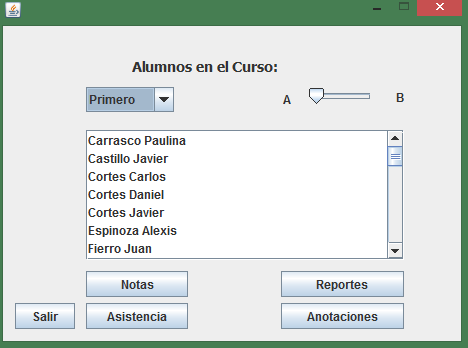 Alumnos en el Curso:
Primero
A B
Carrasco Paulina
Castillo Javier
Cortes Carlos
Cortes Daniel
Cortes Javier
Espinoza Alexis
Fierro Juan
Notas Reportes
Salir Asistencia Anotaciones